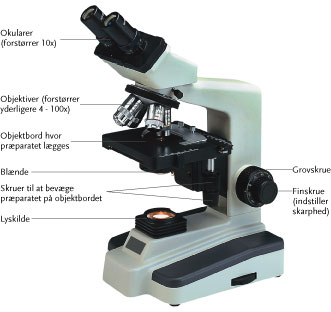 Okularer
(forstørrer 10x)
Objektiver (forstørrer
yderligere 4 - 100x)
Objektbord hvor
præparatet lægges
Blænde
Skruer til at bevæge
præparatet på objektbordet
Lyskilde
Grovskrue
Finskrue
(indstiller
skarphed)